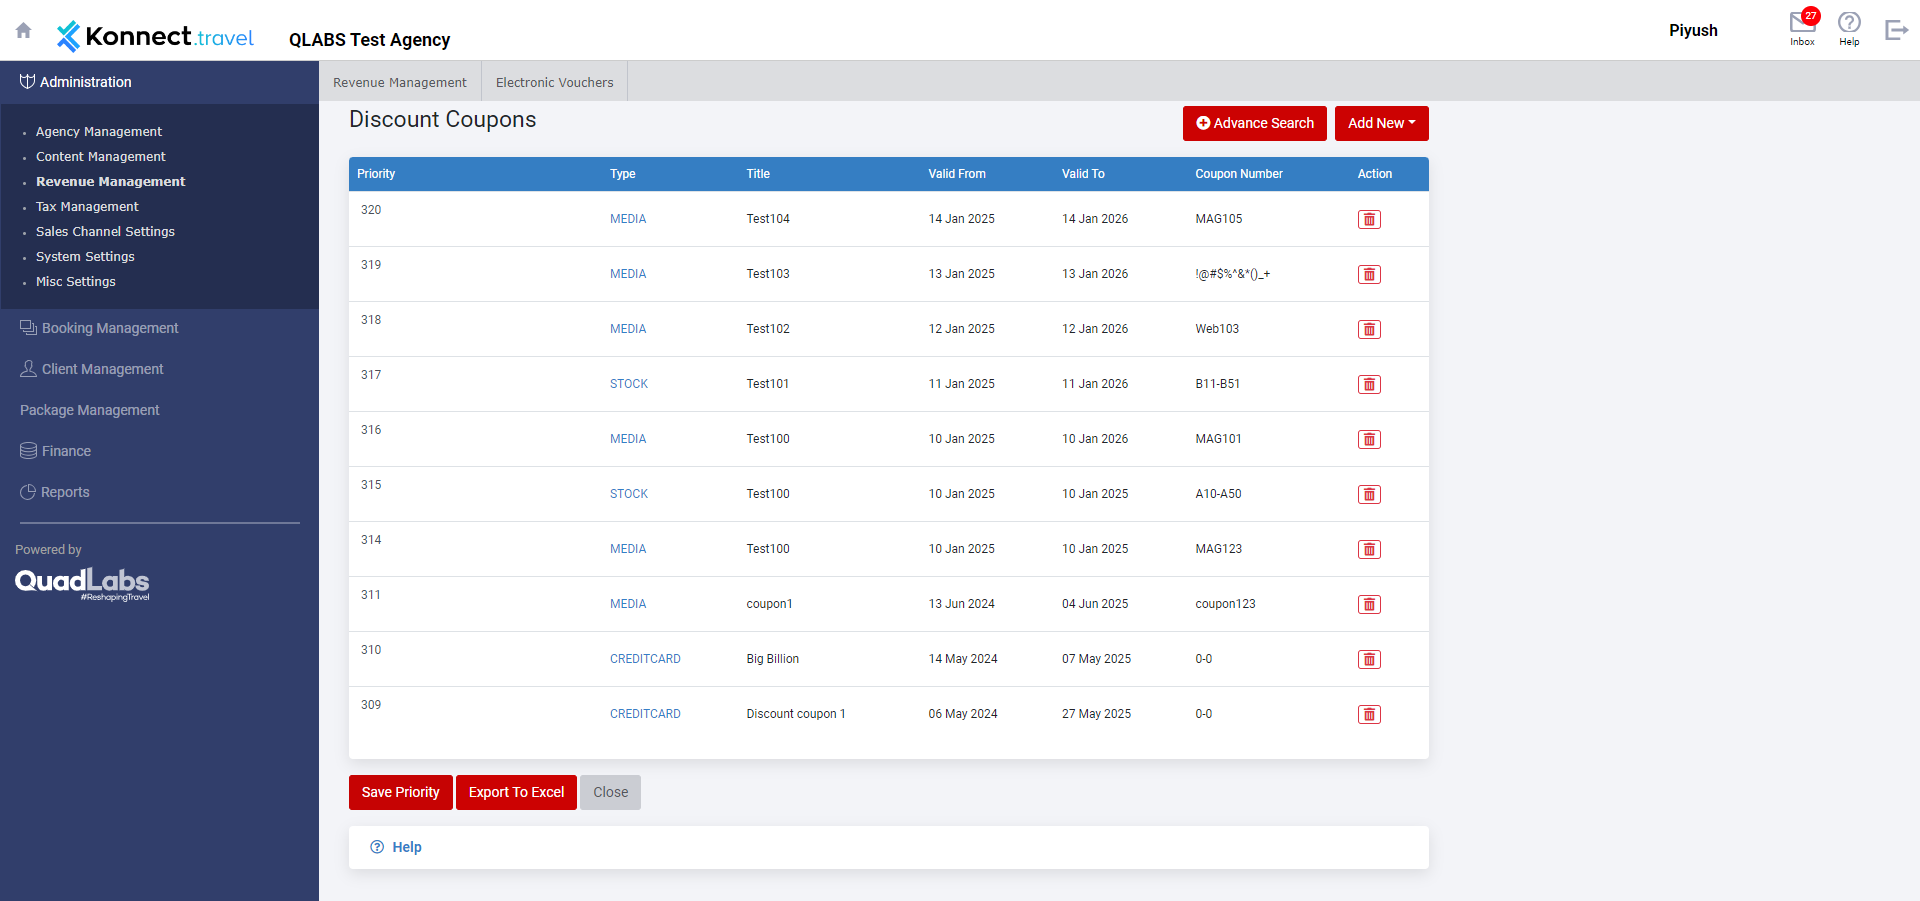 Konnect.travel
QLABS Test Agency
Piyush
27
Inbox
Help
Administration
Agency Management
Content Management
Revenue Management
Tax Management
Sales Channel Settings
System Settings
Misc Settings
Booking Management
Client Management
Package Management
Finance
Reports
Powered by
QuadLabs
#ReshapingTravel
Revenue Management Electronic Vouchers
Discount Coupons
Advance Search Add New
Priority Type Title Valid From Valid To Coupon Number Action
320 MEDIA Test104 14 Jan 2025 14 Jan 2026 MAG105
319 MEDIA Test103 13 Jan 2025 13 Jan 2026 !@#$%^&*()_+
318 MEDIA Test102 12 Jan 2025 12 Jan 2026 Web103
317 STOCK Test101 11 Jan 2025 11 Jan 2026 B11-B51
316 MEDIA Test100 10 Jan 2025 10 Jan 2026 MAG101
315 STOCK Test100 10 Jan 2025 10 Jan 2025 A10-A50
314 MEDIA Test100 10 Jan 2025 10 Jan 2025 MAG123
311 MEDIA coupon1 13 Jun 2024 04 Jun 2025 coupon123
310 CREDITCARD Big Billion 14 May 2024 07 May 2025 0-0
309 CREDITCARD Discount coupon 1 06 May 2024 27 May 2025 0-0
Save Priority Export To Excel Close
Help